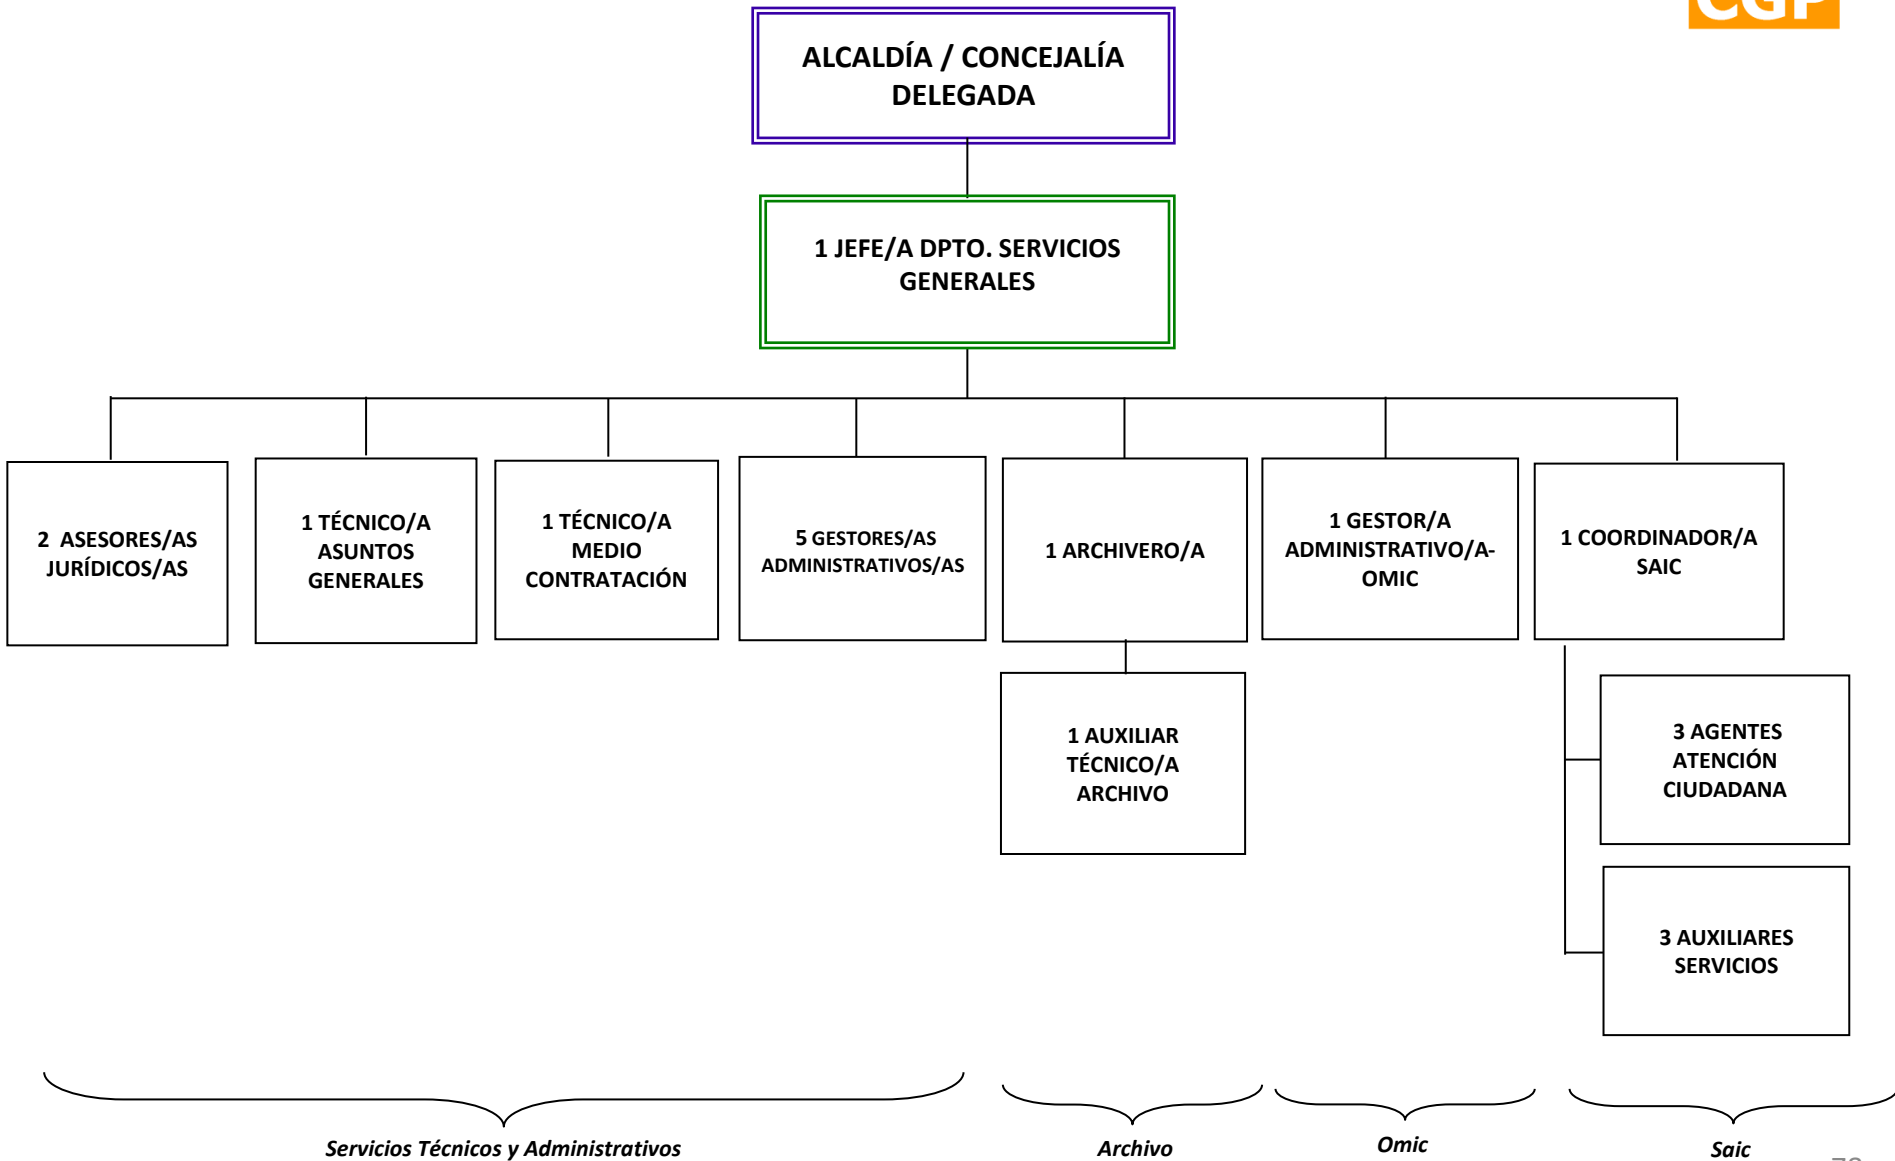 CGP
ALCALDÍA / CONCEJALÍA
DELEGADA
1 JEFE/A DPTO. SERVICIOS
GENERALES
2 ASESORES/AS
JURÍDICOS/AS
1 TÉCNICO/A
ASUNTOS
GENERALES
1 TÉCNICO/A
MEDIO
CONTRATACIÓN
5 GESTORES/AS
ADMINISTRATIVOS/AS
1 ARCHIVERO/A
1 GESTOR/A
ADMINISTRATIVO/A-
OMIC
1 COORDINADOR/A
SAIC
1 AUXILIAR
TÉCNICO/A
ARCHIVO
3 AGENTES
ATENCIÓN
CIUDADANA
3 AUXILIARES
SERVICIOS
Servicios Técnicos y Administrativos
Archivo
Omic
Saic